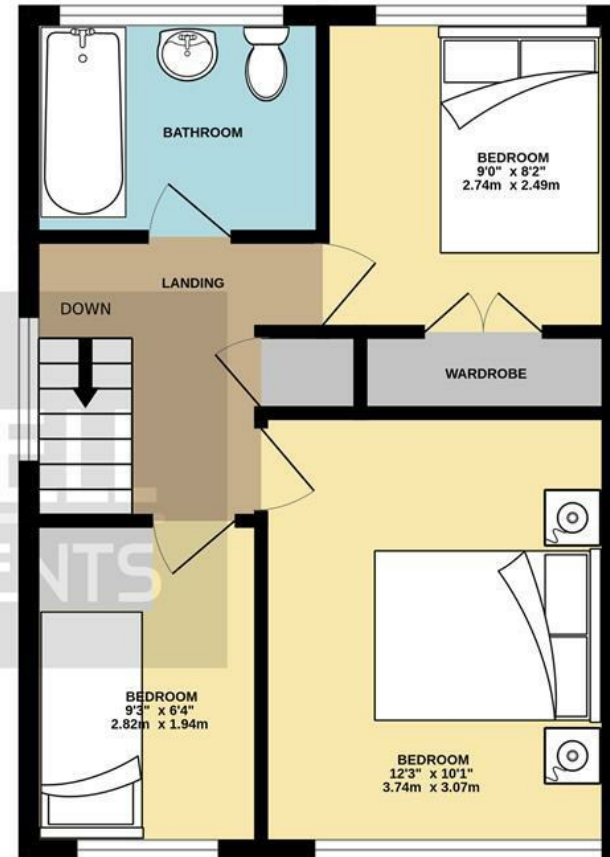 BATHROOM
BEDROOM
9'0" x 8'2"
2.74m x 2.49m
LANDING
DOWN
WARDROBE
BEDROOM
9'3" x 6'4"
2.82m x 1.94m
BEDROOM
12'3" x 10'1"
3.74m x 3.07m